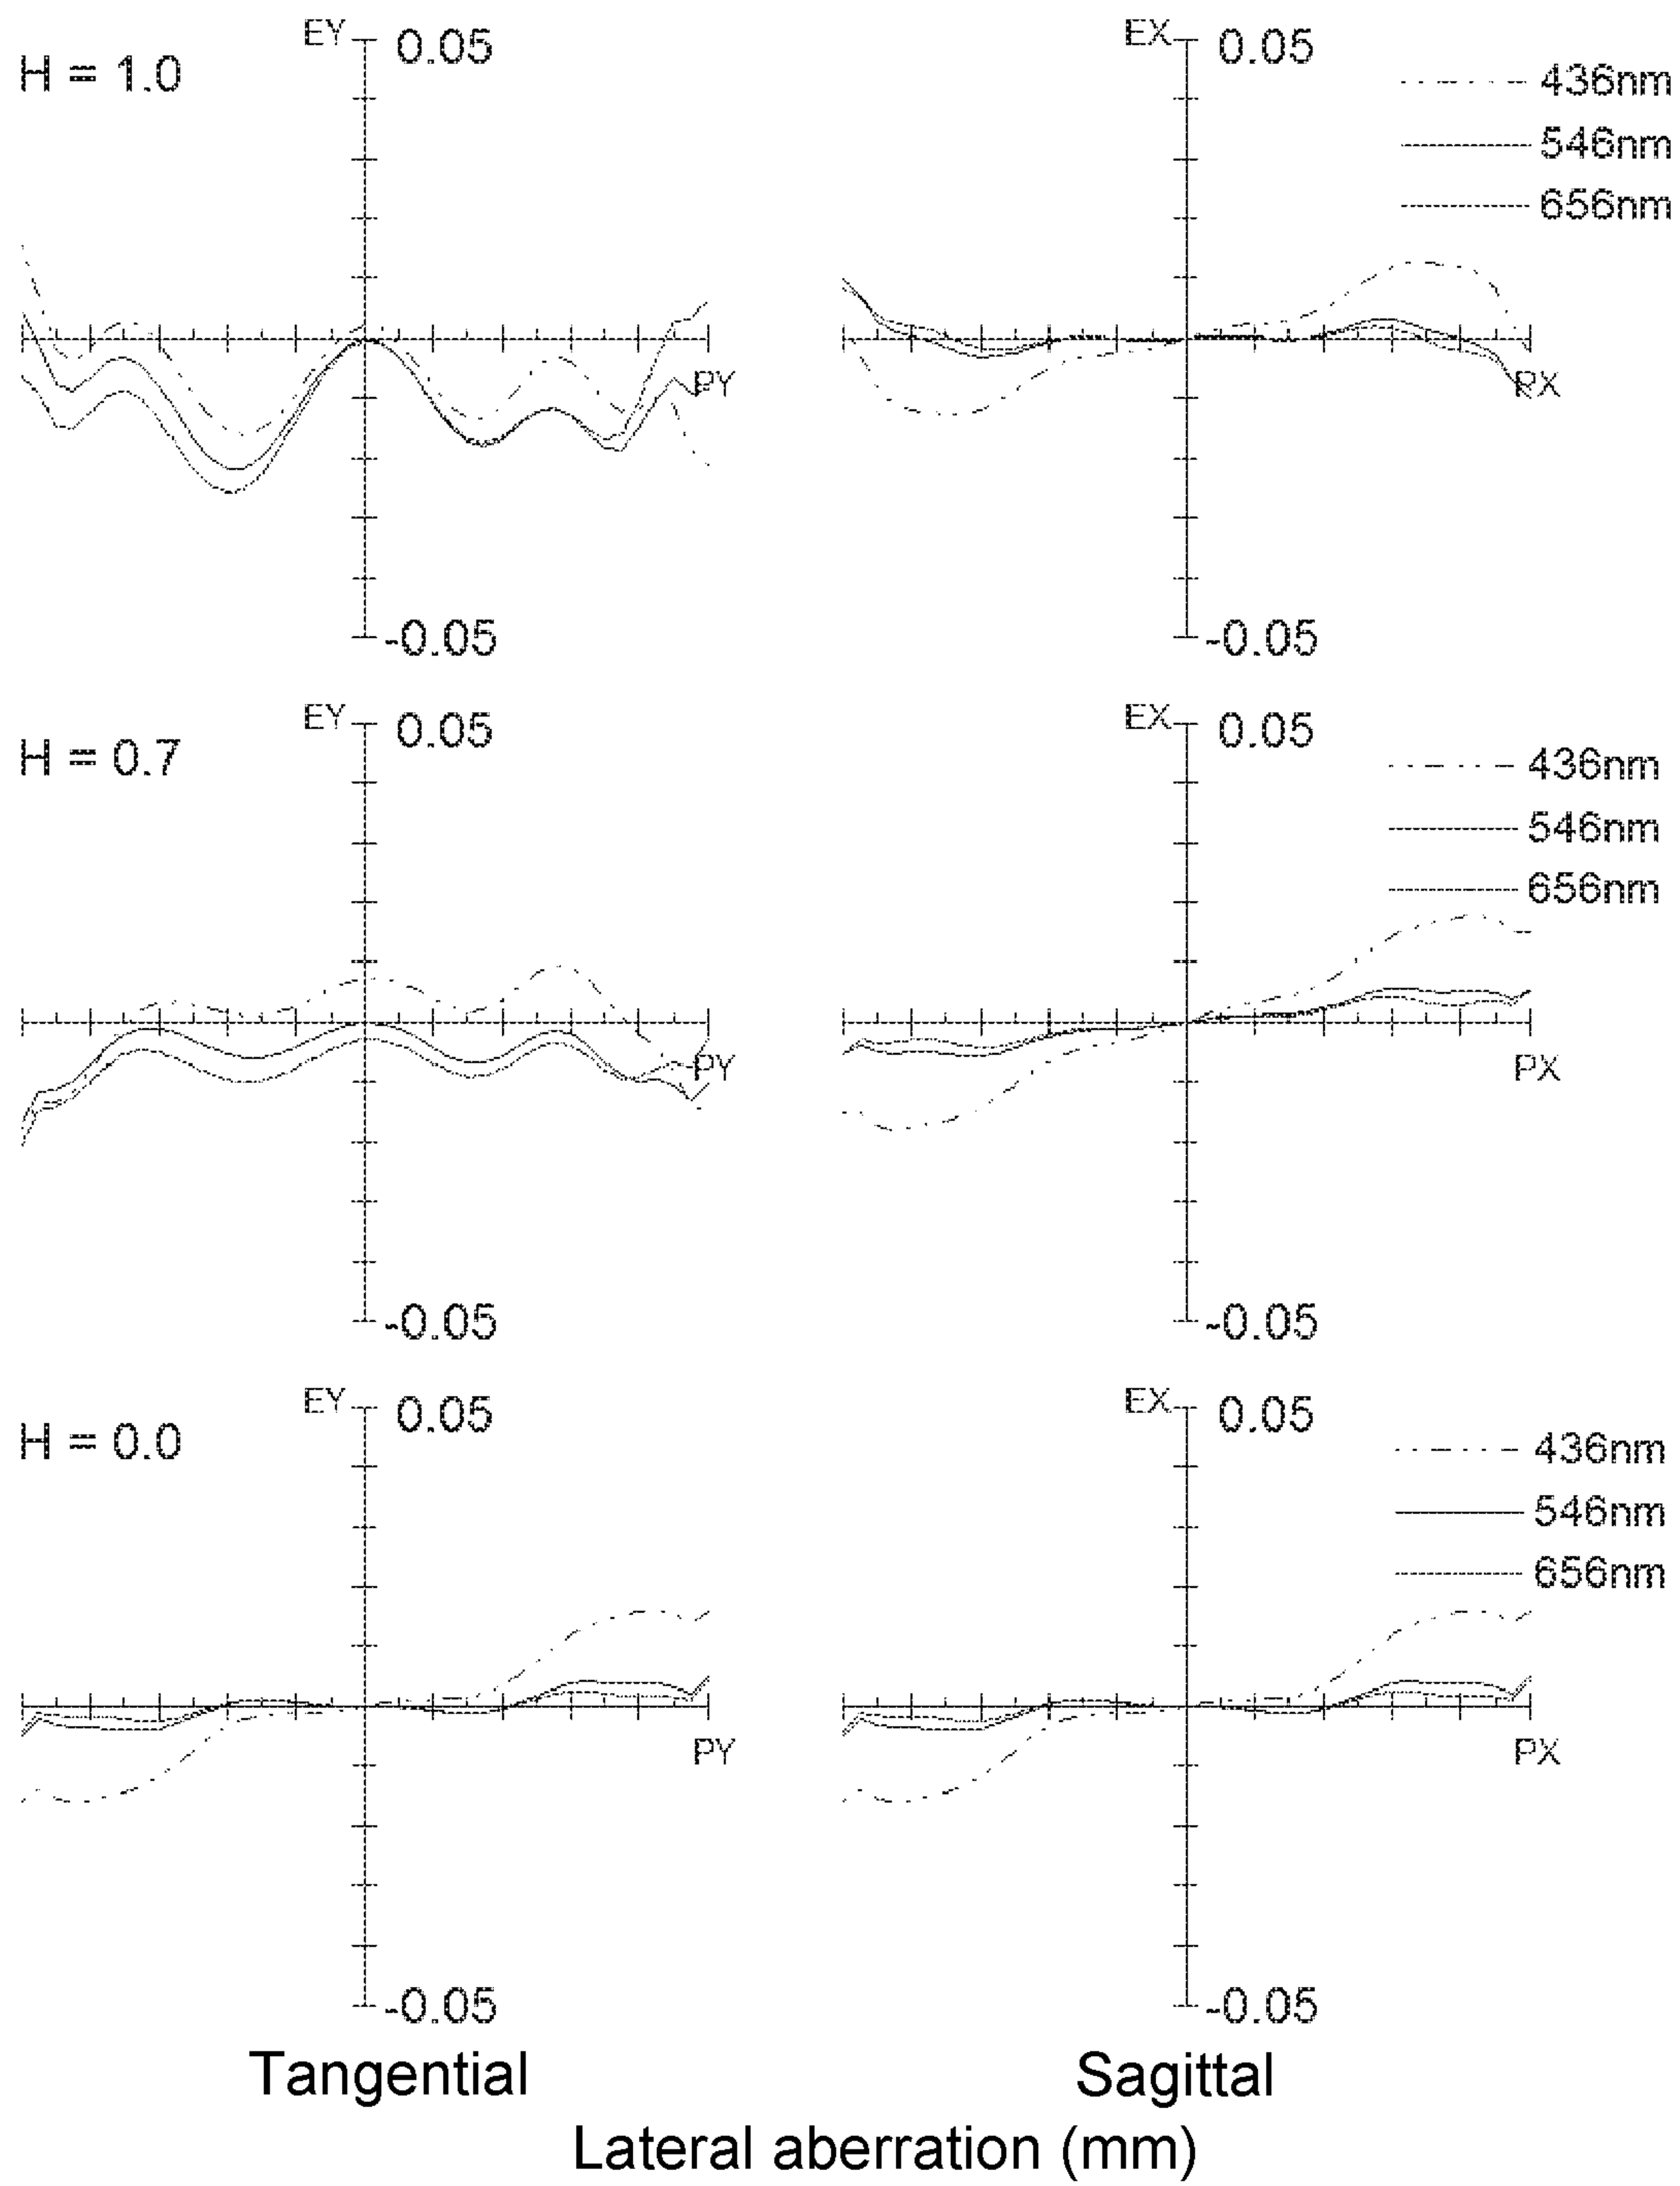 H = 1.0
EY 0.05
EX 0.05
436nm
546nm
656nm
PY
PX
-0.05
-0.05
H = 0.7
EY 0.05
EX 0.05
436nm
546nm
656nm
PY
PX
-0.05
-0.05
H = 0.0
EY 0.05
EX 0.05
436nm
546nm
656nm
PY
PX
-0.05
-0.05
Tangential
Sagittal
Lateral aberration (mm)